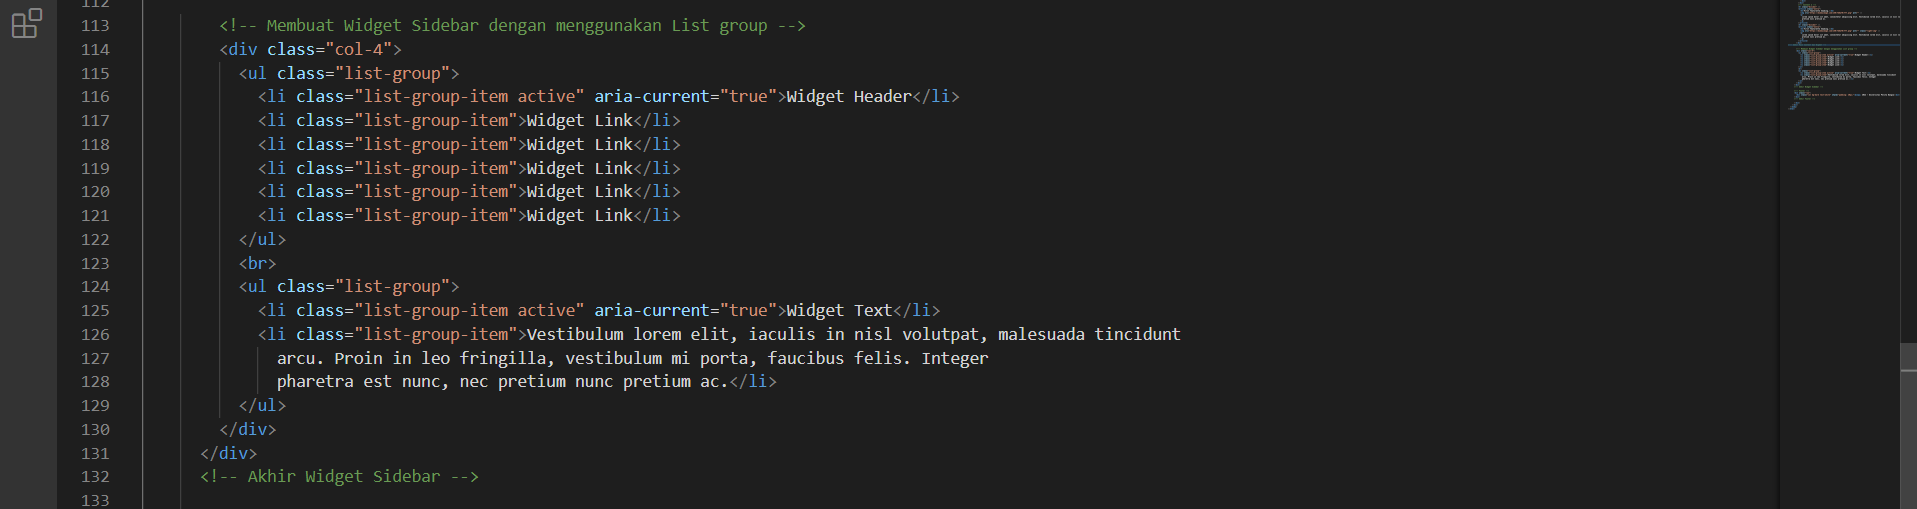 112
113 <!-- Membuat Widget Sidebar dengan menggunakan List group -->
114 <div class="col-4">
115 <ul class="list-group">
116 <li class="list-group-item active" aria-current="true">Widget Header</li>
117 <li class="list-group-item">Widget Link</li>
118 <li class="list-group-item">Widget Link</li>
119 <li class="list-group-item">Widget Link</li>
120 <li class="list-group-item">Widget Link</li>
121 <li class="list-group-item">Widget Link</li>
122 </ul>
123 <br>
124 <ul class="list-group">
125 <li class="list-group-item active" aria-current="true">Widget Text</li>
126 <li class="list-group-item">Vestibulum lorem elit, iaculis in nisl volutpat, malesuada tincidunt
127 arcu. Proin in leo fringilla, vestibulum mi porta, faucibus felis. Integer
128 pharetra est nunc, nec pretium nunc pretium ac.</li>
129 </ul>
130 </div>
131 </div>
132 <!-- Akhir Widget Sidebar -->
133